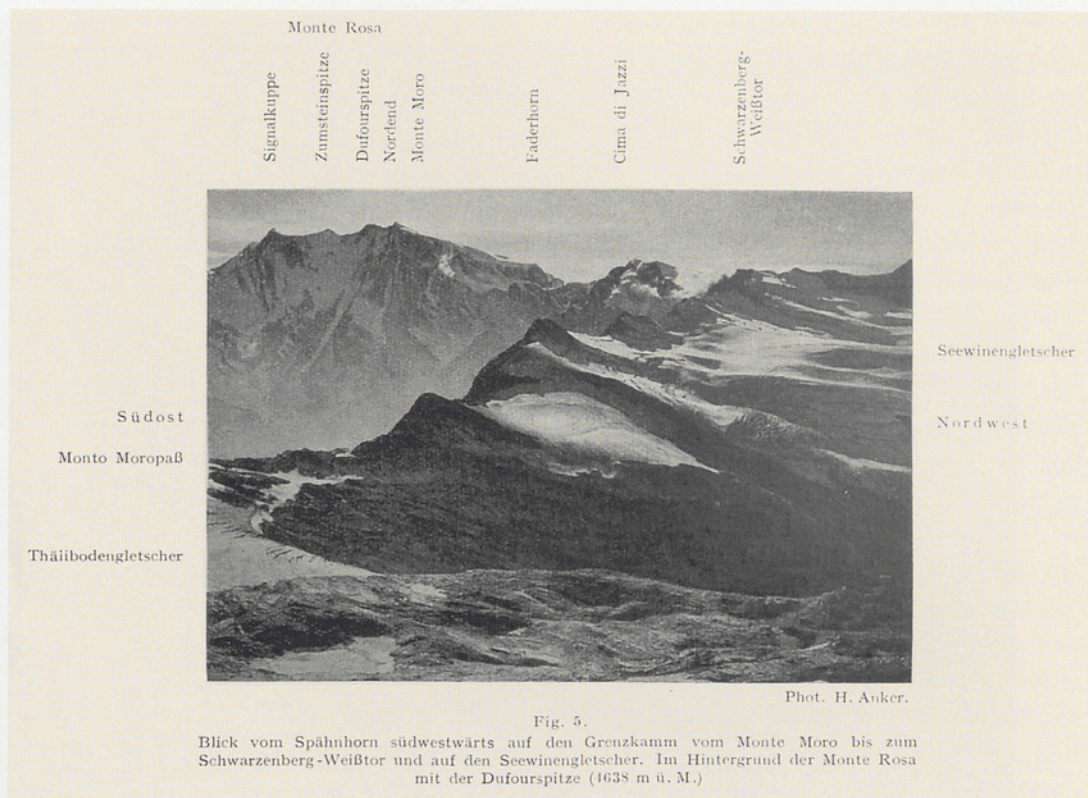 Monte Rosa
Signalkuppe
Zumsteinspitze
Dufourspitze
Nordend
Monte Moro
Faderhorn
Cima di Jazzi
Schwarzenberg-
Weißtor
Seewinengletscher
Südost
Nordwest
Monto Moropaß
Thälibodengletscher
Phot. H. Anker.
Fig. 5.
Blick vom Spähnhorn südwestwärts auf den Grenzkamm vom Monte Moro bis zum
Schwarzenberg-Weißtor und auf den Seewinengletscher. Im Hintergrund der Monte Rosa
mit der Dufourspitze (4638 m ü. M.)